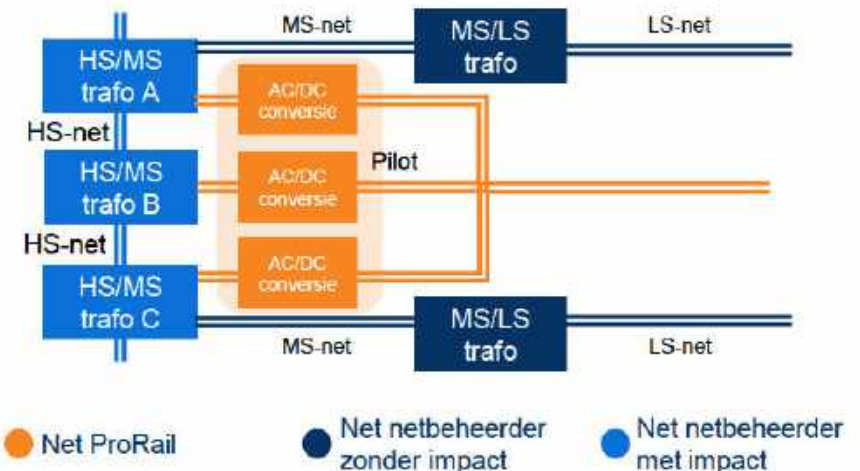 MS-net
MS/LS
trafo
LS-net
HS/MS
trafo A
AC/DC
conversie
HS-net
HS/MS
trafo B
AC/DC
conversie
Pilot
HS-net
HS/MS
trafo C
AC/DC
conversie
MS-net
MS/LS
trafo
LS-net
Net ProRail
Net netbeheerder
zonder impact
Net netbeheerder
met impact